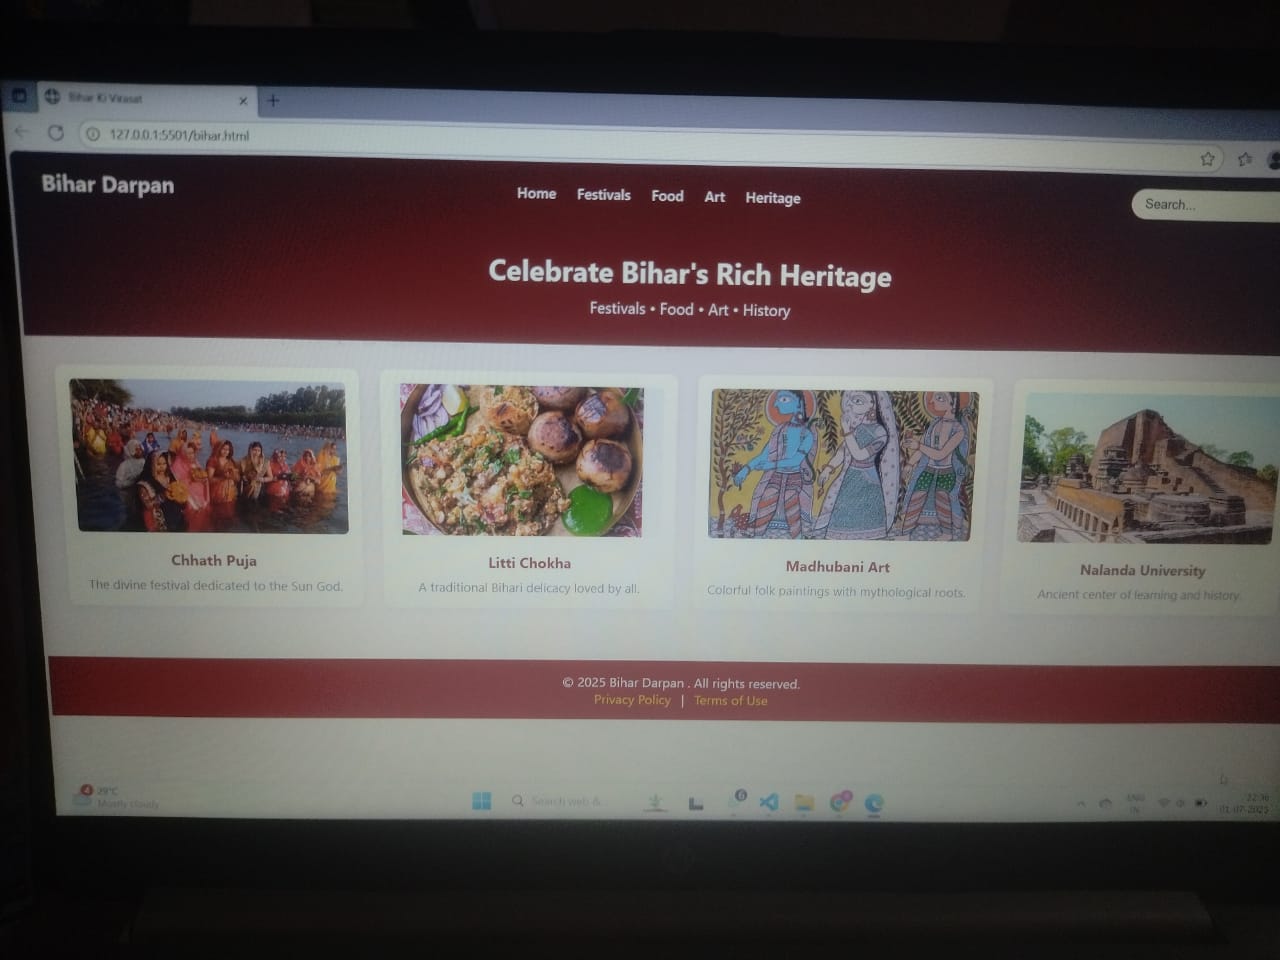 Bihar Ki Virasat
127.0.0.1:5501/bihar.html
Bihar Darpan
Home Festivals Food Art Heritage
Search...
Celebrate Bihar's Rich Heritage
Festivals • Food • Art • History
Chhath Puja
The divine festival dedicated to the Sun God.
Litti Chokha
A traditional Bihari delicacy loved by all.
Madhubani Art
Colorful folk paintings with mythological roots.
Nalanda University
Ancient center of learning and history.
© 2025 Bihar Darpan . All rights reserved.
Privacy Policy | Terms of Use
4
29°C
Mostly cloudy
Search web &
6
ENG
IN
22:36
01-07-2025